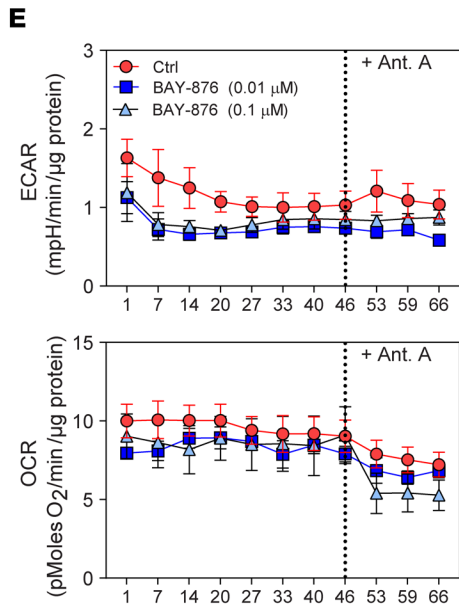 E
3
2
1
0
+ Ant. A
Ctrl
BAY-876 (0.01 µM)
BAY-876 (0.1 µM)
ECAR
(mpH/min/µg protein)
1 7 14 20 27 33 40 46 53 59 66
15
10
5
0
+ Ant. A
OCR
(pMoles O2/min/µg protein)
1 7 14 20 27 33 40 46 53 59 66